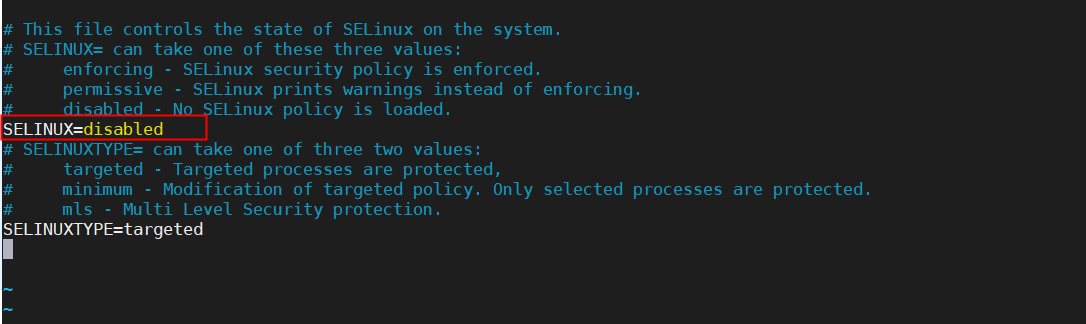 # This file controls the state of SELinux on the system.
# SELINUX= can take one of these three values:
#     enforcing - SELinux security policy is enforced.
#     permissive - SELinux prints warnings instead of enforcing.
#     disabled - No SELinux policy is loaded.
SELINUX=disabled
# SELINUXTYPE= can take one of three two values:
#     targeted - Targeted processes are protected,
#     minimum - Modification of targeted policy. Only selected processes are protected.
#     mls - Multi Level Security protection.
SELINUXTYPE=targeted
~
~